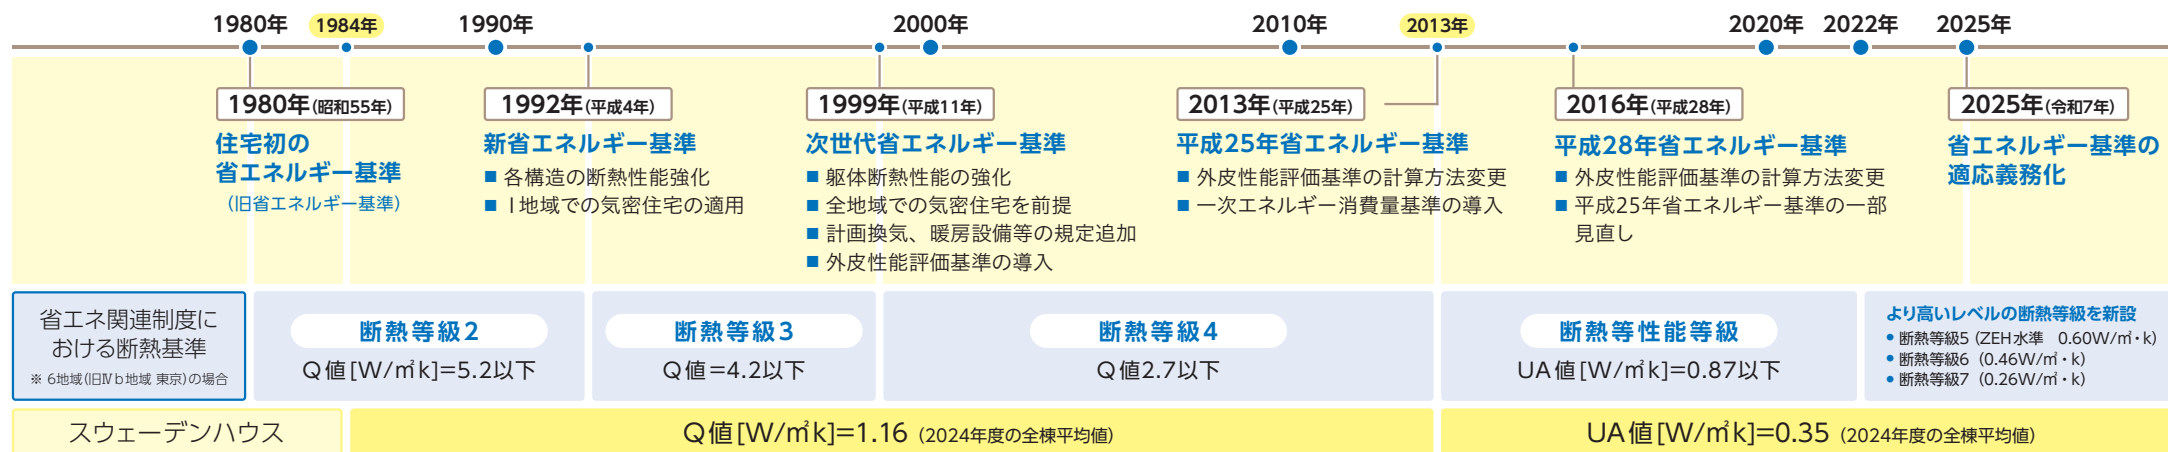 1980年 1984年 1990年 2000年 2010年 2013年 2020年 2022年 2025年
1980年(昭和55年)
住宅初の
省エネルギー基準
(旧省エネルギー基準)
1992年(平成4年)
新省エネルギー基準
■ 各構造の断熱性能強化
■ Ⅰ地域での気密住宅の適用
1999年(平成11年)
次世代省エネルギー基準
■ 躯体断熱性能の強化
■ 全地域での気密住宅を前提
■ 計画換気、暖房設備等の規定追加
■ 外皮性能評価基準の導入
2013年(平成25年)
平成25年省エネルギー基準
■ 外皮性能評価基準の計算方法変更
■ 一次エネルギー消費量基準の導入
2016年(平成28年)
平成28年省エネルギー基準
■ 外皮性能評価基準の計算方法変更
■ 平成25年省エネルギー基準の一部
見直し
2025年(令和7年)
省エネルギー基準の
適応義務化
省エネ関連制度に
おける断熱基準
※ 6地域(旧Ⅳb地域 東京)の場合
断熱等級2
Q値[W/㎡k]=5.2以下
断熱等級3
Q値=4.2以下
断熱等級4
Q値2.7以下
断熱等性能等級
UA値[W/㎡k]=0.87以下
より高いレベルの断熱等級を新設
● 断熱等級5 (ZEH水準 0.60W/㎡・k)
● 断熱等級6 (0.46W/㎡・k)
● 断熱等級7 (0.26W/㎡・k)
スウェーデンハウス
Q値[W/㎡k]=1.16 (2024年度の全棟平均値)
UA値[W/㎡k]=0.35 (2024年度の全棟平均値)